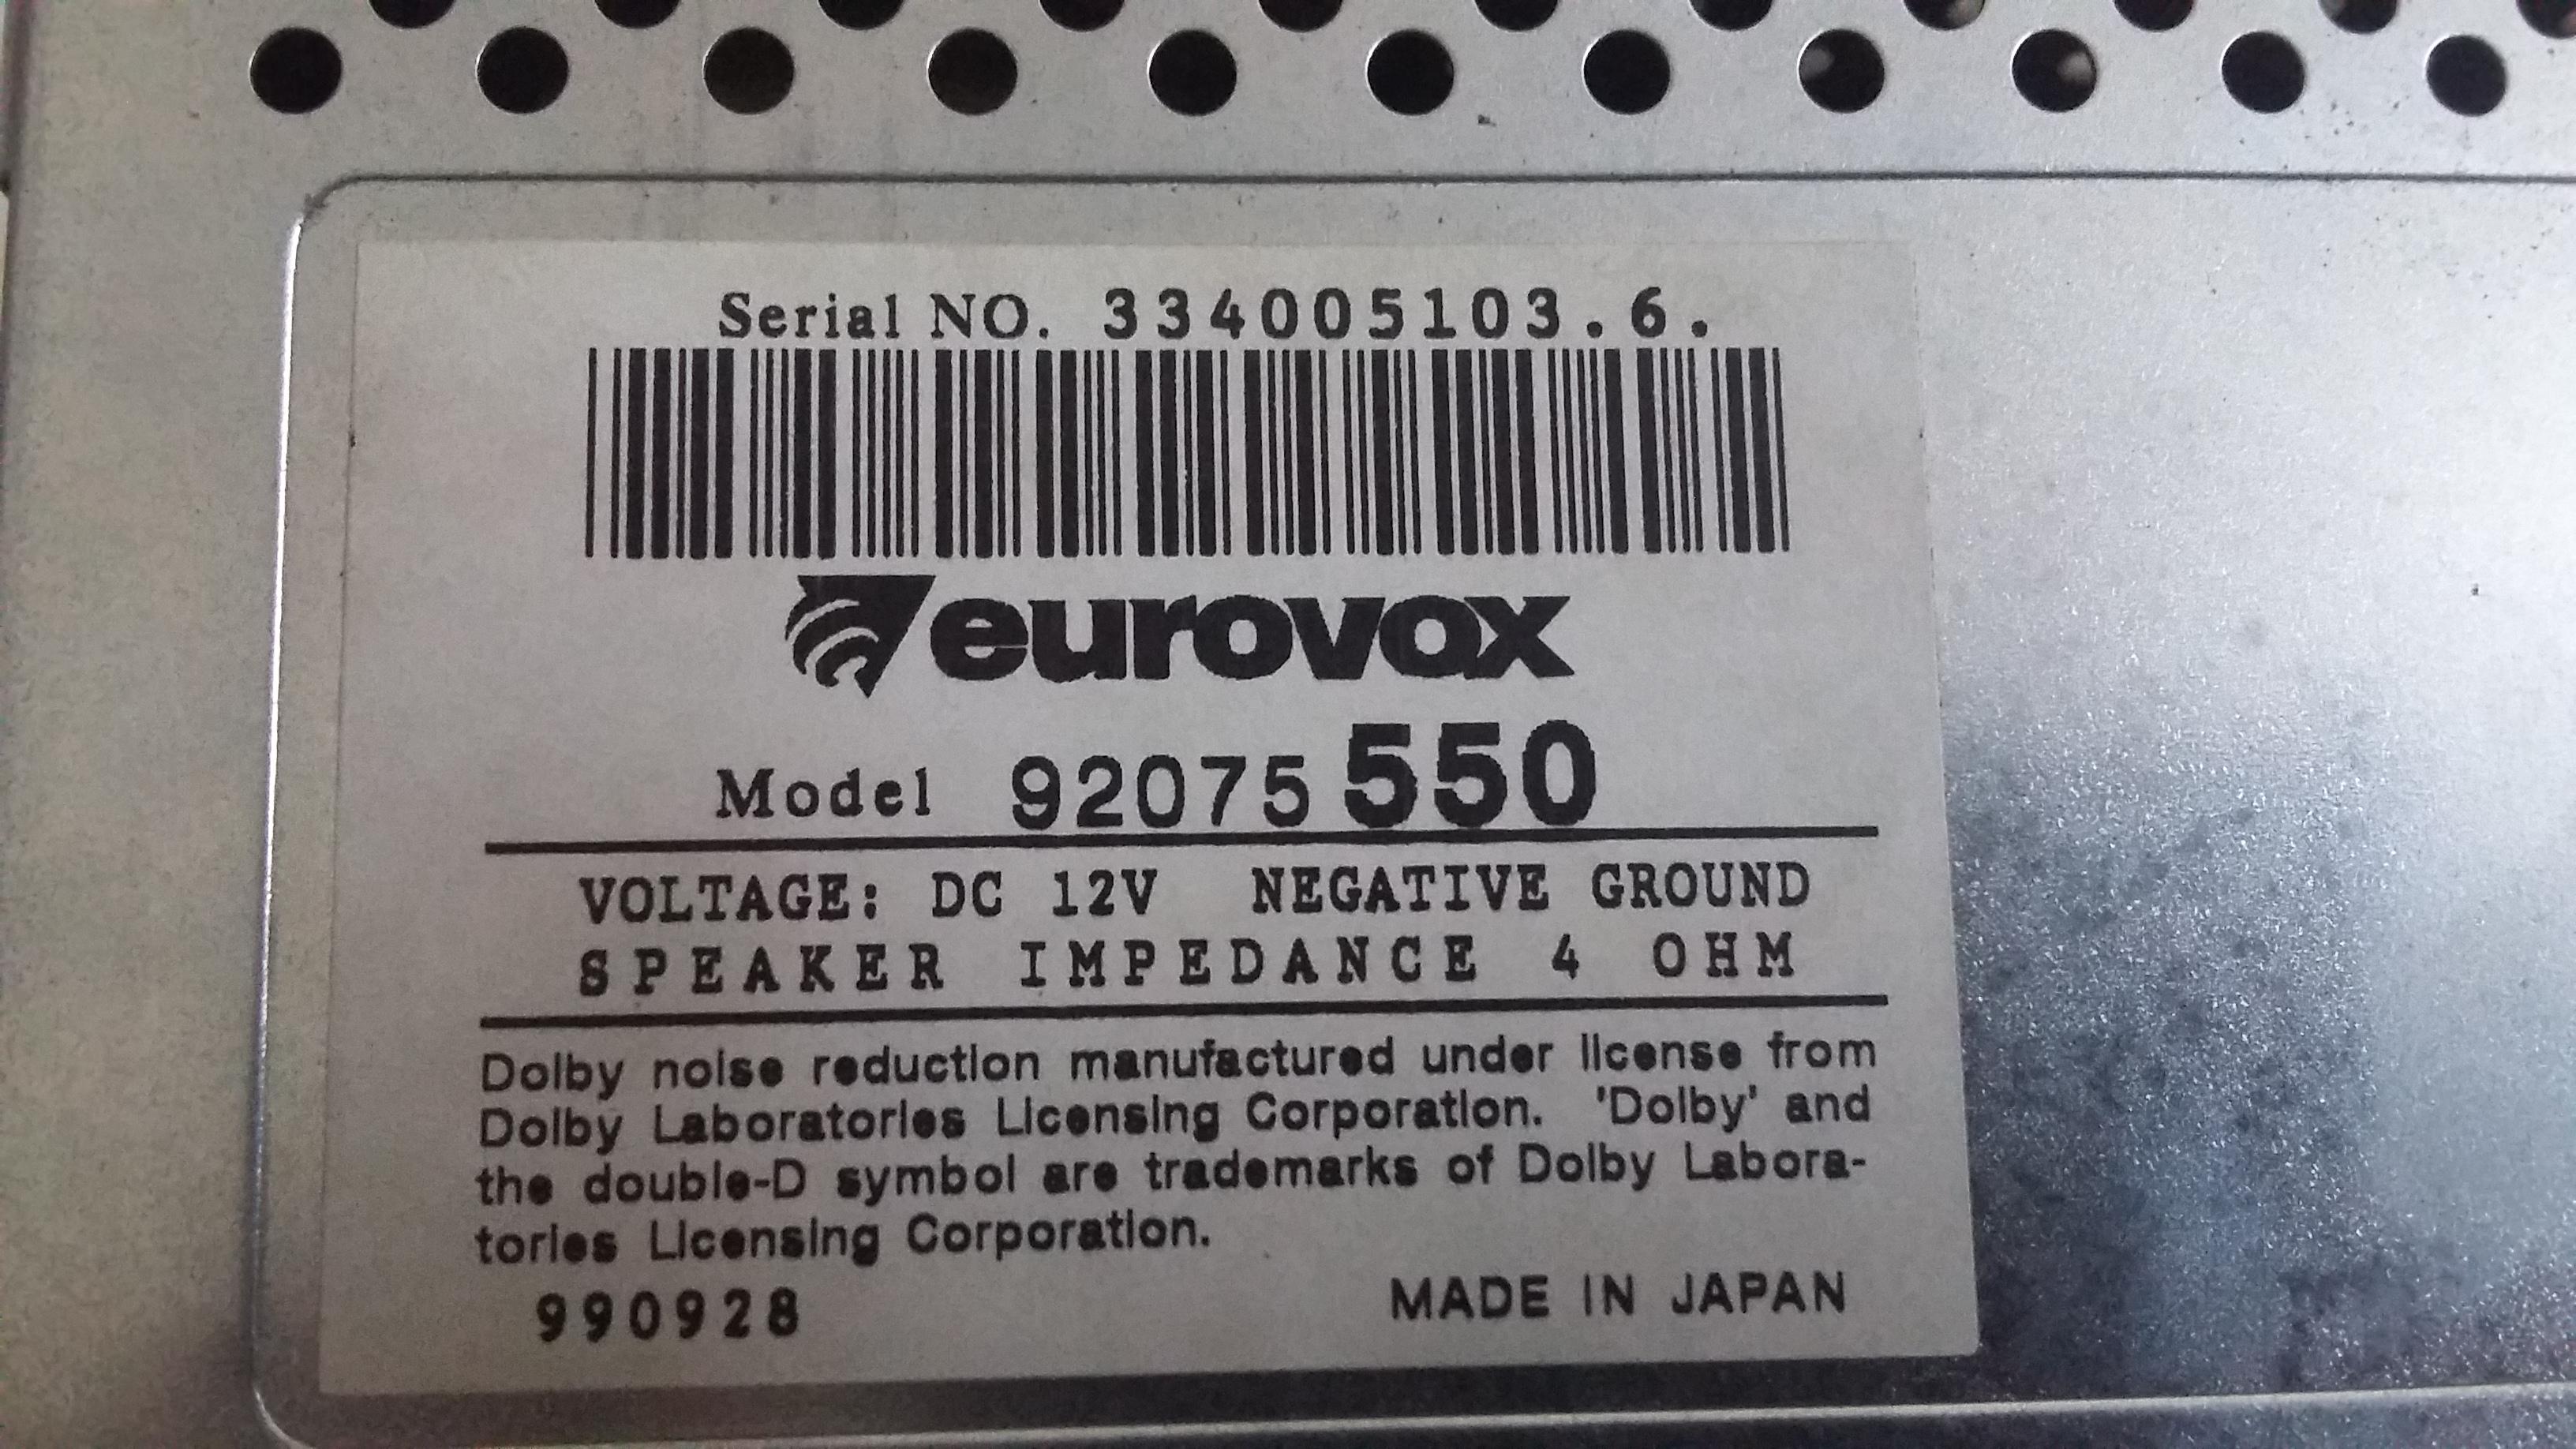 Serial NO. 334005103.6.
eurovox
Model 92075 550
VOLTAGE: DC 12V NEGATIVE GROUND
SPEAKER IMPEDANCE 4 OHM
Dolby noise reduction manufactured under license from
Dolby Laboratories Licensing Corporation. 'Dolby' and
the double-D symbol are trademarks of Dolby Labora-
tories Licensing Corporation.
990928 MADE IN JAPAN